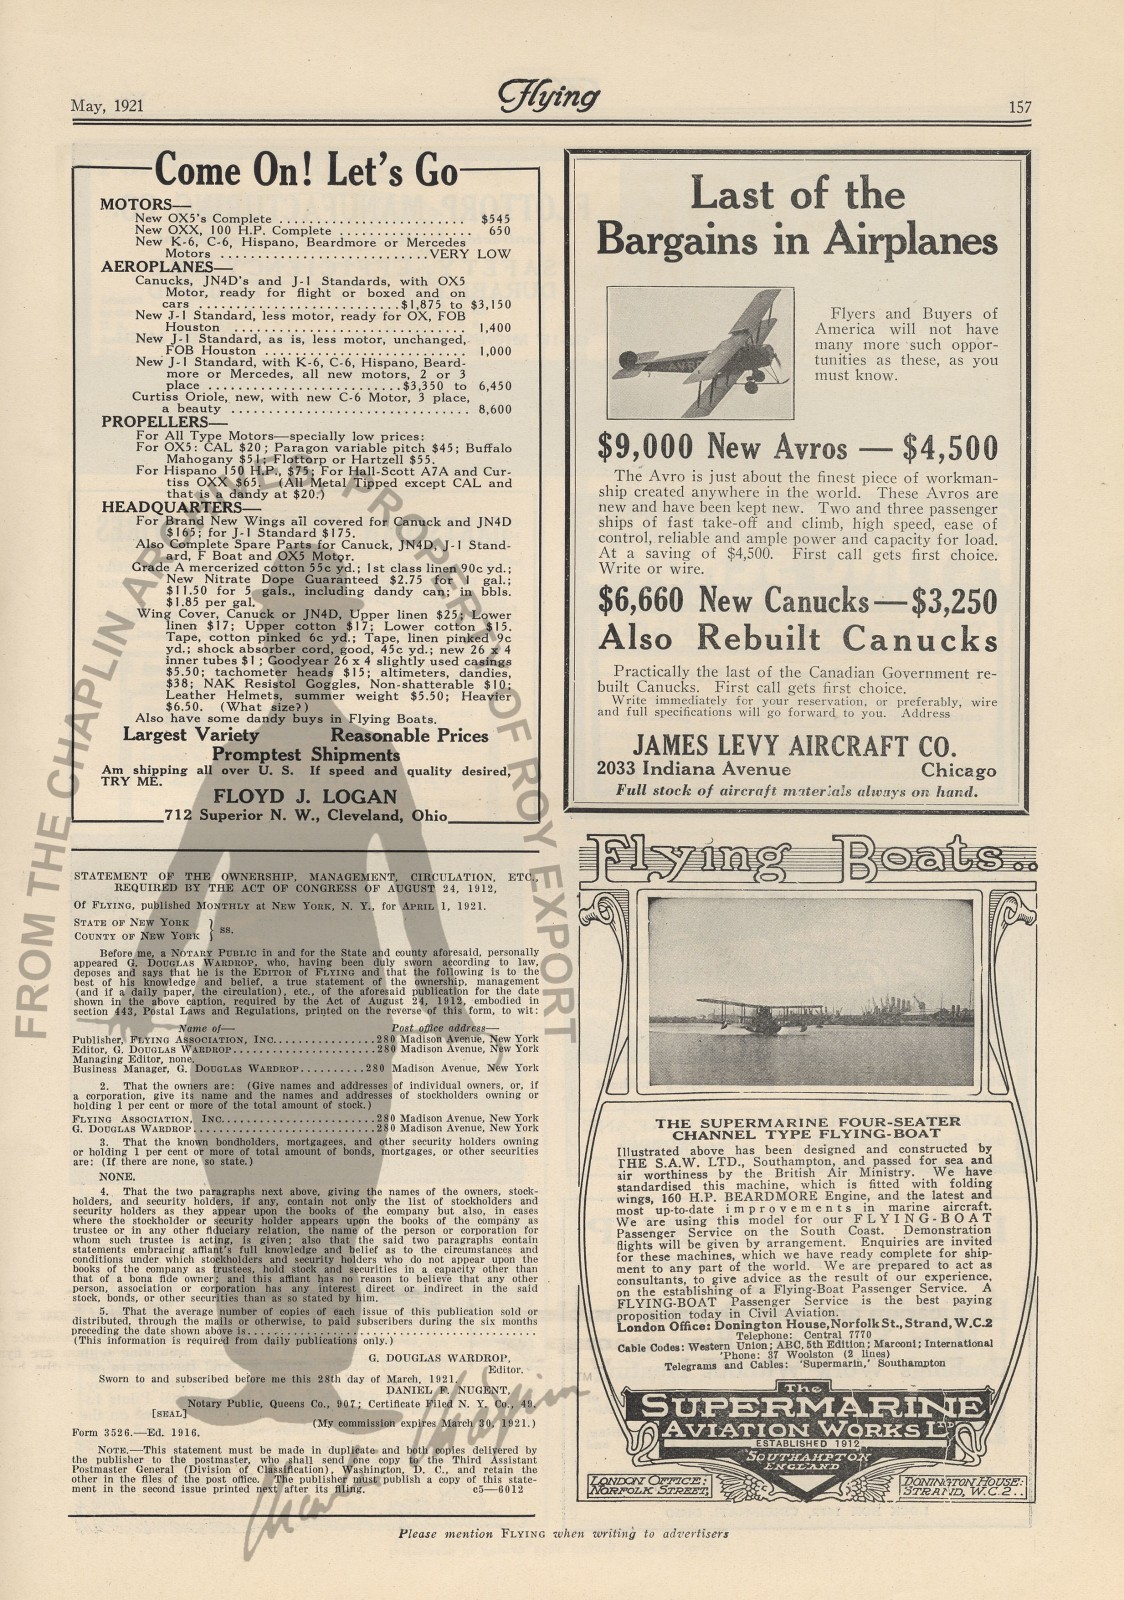 May, 1921
Flying
157
Come On! Let's Go
MOTORS—
New OX5's Complete ......................... $545
New OXX, 100 H.P. Complete .................. 650
New K-6, C-6, Hispano, Beardmore or Mercedes
Motors ............................VERY LOW
AEROPLANES—
Canucks, JN4D's and J-1 Standards, with OX5
Motor, ready for flight or boxed and on
cars ...............................$1,875 to $3,150
New J-1 Standard, less motor, ready for OX, FOB
Houston .................................. 1,400
New J-1 Standard, as is, less motor, unchanged,
FOB Houston ............................. 1,000
New J-1 Standard, with K-6, C-6, Hispano, Beard-
more or Mercedes, all new motors, 2 or 3
place ..........................$3,350 to 6,450
Curtiss Oriole, new, with new C-6 Motor, 3 place,
a beauty ................................ 8,600
PROPELLERS—
For All Type Motors—specially low prices:
For OX5: CAL $20; Paragon variable pitch $45; Buffalo
Mahogany $51; Flottorp or Hartzell $55.
For Hispano 150 H.P., $75; For Hall-Scott A7A and Cur-
tiss OXX $65. (All Metal Tipped except CAL and
that is a dandy at $20.)
HEADQUARTERS—
For Brand New Wings all covered for Canuck and JN4D
$165; for J-1 Standard $175.
Also Complete Spare Parts for Canuck, JN4D, J-1 Stand-
ard, F Boat and OX5 Motor.
Grade A mercerized cotton 55c yd.; 1st class linen 90c yd.;
New Nitrate Dope Guaranteed $2.75 for 1 gal.;
$11.50 for 5 gals., including dandy can; in bbls.
$1.85 per gal.
Wing Cover, Canuck or JN4D, Upper linen $25; Lower
linen $17; Upper cotton $17; Lower cotton $15.
Tape, cotton pinked 6c yd.; Tape, linen pinked 9c
yd.; shock absorber cord, good, 45c yd.; new 26 x 4
inner tubes $1; Goodyear 26 x 4 slightly used casings
$5.50; tachometer heads $15; altimeters, dandies,
$38; NAK Resistol Goggles, Non-shatterable $10;
Leather Helmets, summer weight $5.50; Heavier
$6.50. (What size?)
Also have some dandy buys in Flying Boats.
Largest Variety Reasonable Prices
Promptest Shipments
Am shipping all over U. S. If speed and quality desired,
TRY ME.
FLOYD J. LOGAN
712 Superior N. W., Cleveland, Ohio
STATEMENT OF THE OWNERSHIP, MANAGEMENT, CIRCULATION, ETC.,
REQUIRED BY THE ACT OF CONGRESS OF AUGUST 24, 1912,
Of FLYING, published MONTHLY at NEW YORK, N. Y., for APRIL 1, 1921.
STATE OF NEW YORK
COUNTY OF NEW YORK } ss.
Before me, a NOTARY PUBLIC in and for the State and county aforesaid, personally
appeared G. DOUGLAS WARDROP, who, having been duly sworn according to law,
deposes and says that he is the EDITOR of FLYING and that the following is to the
best of his knowledge and belief, a true statement of the ownership, management
(and if a daily paper, the circulation), etc., of the aforesaid publication for the date
shown in the above caption, required by the Act of August 24, 1912, embodied in
section 443, Postal Laws and Regulations, printed on the reverse of this form, to wit:
Name of— Post office address—
Publisher, FLYING ASSOCIATION, INC...............280 Madison Avenue, New York
Editor, G. DOUGLAS WARDROP......................280 Madison Avenue, New York
Managing Editor, none.
Business Manager, G. DOUGLAS WARDROP..........280 Madison Avenue, New York
2. That the owners are: (Give names and addresses of individual owners, or, if
a corporation, give its name and the names and addresses of stockholders owning or
holding 1 per cent or more of the total amount of stock.)
FLYING ASSOCIATION, INC.........................280 Madison Avenue, New York
G. DOUGLAS WARDROP..............................280 Madison Avenue, New York
3. That the known bondholders, mortgagees, and other security holders owning
or holding 1 per cent or more of total amount of bonds, mortgages, or other securities
are: (If there are none, so state.)
NONE.
4. That the two paragraphs next above, giving the names of the owners, stock-
holders, and security holders, if any, contain not only the list of stockholders and
security holders as they appear upon the books of the company but also, in cases
where the stockholder or security holder appears upon the books of the company as
trustee or in any other fiduciary relation, the name of the person or corporation for
whom such trustee is acting, is given; also that the said two paragraphs contain
statements embracing affiant's full knowledge and belief as to the circumstances and
conditions under which stockholders and security holders who do not appear upon the
books of the company as trustees, hold stock and securities in a capacity other than
that of a bona fide owner; and this affiant has no reason to believe that any other
person, association or corporation has any interest direct or indirect in the said
stock, bonds, or other securities than as so stated by him.
5. That the average number of copies of each issue of this publication sold or
distributed, through the mails or otherwise, to paid subscribers during the six months
preceding the date shown above is..............................................
(This information is required from daily publications only.)
G. DOUGLAS WARDROP,
Editor.
Sworn to and subscribed before me this 28th day of March, 1921.
DANIEL F. NUGENT,
Notary Public, Queens Co., 907; Certificate Filed N. Y. Co., 49.
[SEAL]
(My commission expires March 30, 1921.)
Form 3526.—Ed. 1916.
NOTE.—This statement must be made in duplicate and both copies delivered by
the publisher to the postmaster, who shall send one copy to the Third Assistant
Postmaster General (Division of Classification), Washington, D. C., and retain the
other in the files of the post office. The publisher must publish a copy of this state-
ment in the second issue printed next after its filing. c5—6012
Last of the
Bargains in Airplanes
Flyers and Buyers of
America will not have
many more such oppor-
tunities as these, as you
must know.
$9,000 New Avros — $4,500
The Avro is just about the finest piece of workman-
ship created anywhere in the world. These Avros are
new and have been kept new. Two and three passenger
ships of fast take-off and climb, high speed, ease of
control, reliable and ample power and capacity for load.
At a saving of $4,500. First call gets first choice.
Write or wire.
$6,660 New Canucks—$3,250
Also Rebuilt Canucks
Practically the last of the Canadian Government re-
built Canucks. First call gets first choice.
Write immediately for your reservation, or preferably, wire
and full specifications will go forward to you. Address
JAMES LEVY AIRCRAFT CO.
2033 Indiana Avenue Chicago
Full stock of aircraft materials always on hand.
Flying Boats..
THE SUPERMARINE FOUR-SEATER
CHANNEL TYPE FLYING-BOAT
Illustrated above has been designed and constructed by
THE S.A.W. LTD., Southampton, and passed for sea and
air worthiness by the British Air Ministry. We have
standardised this machine, which is fitted with folding
wings, 160 H.P. BEARDMORE Engine, and the latest and
most up-to-date improvements in marine aircraft.
We are using this model for our FLYING-BOAT
Passenger Service on the South Coast. Demonstration
flights will be given by arrangement. Enquiries are invited
for these machines, which we have ready complete for ship-
ment to any part of the world. We are prepared to act as
consultants, to give advice as the result of our experience,
on the establishing of a Flying-Boat Passenger Service. A
FLYING-BOAT Passenger Service is the best paying
proposition today in Civil Aviation.
London Office: Donington House, Norfolk St., Strand, W.C.2
Telephone: Central 7770
Cable Codes: Western Union; ABC, 5th Edition; Marconi; International
'Phone: 37 Woolston (2 lines)
Telegrams and Cables: 'Supermarin,' Southampton
The
SUPERMARINE
AVIATION WORKS LTD
ESTABLISHED 1912
SOUTHAMPTON
ENGLAND
LONDON OFFICE:
NORFOLK STREET,
DONINGTON HOUSE:
STRAND, W.C.2..
Please mention FLYING when writing to advertisers
FROM THE CHAPLIN ARCHIVES PROPERTY OF ROY EXPORT
Charlie Chaplin
TM